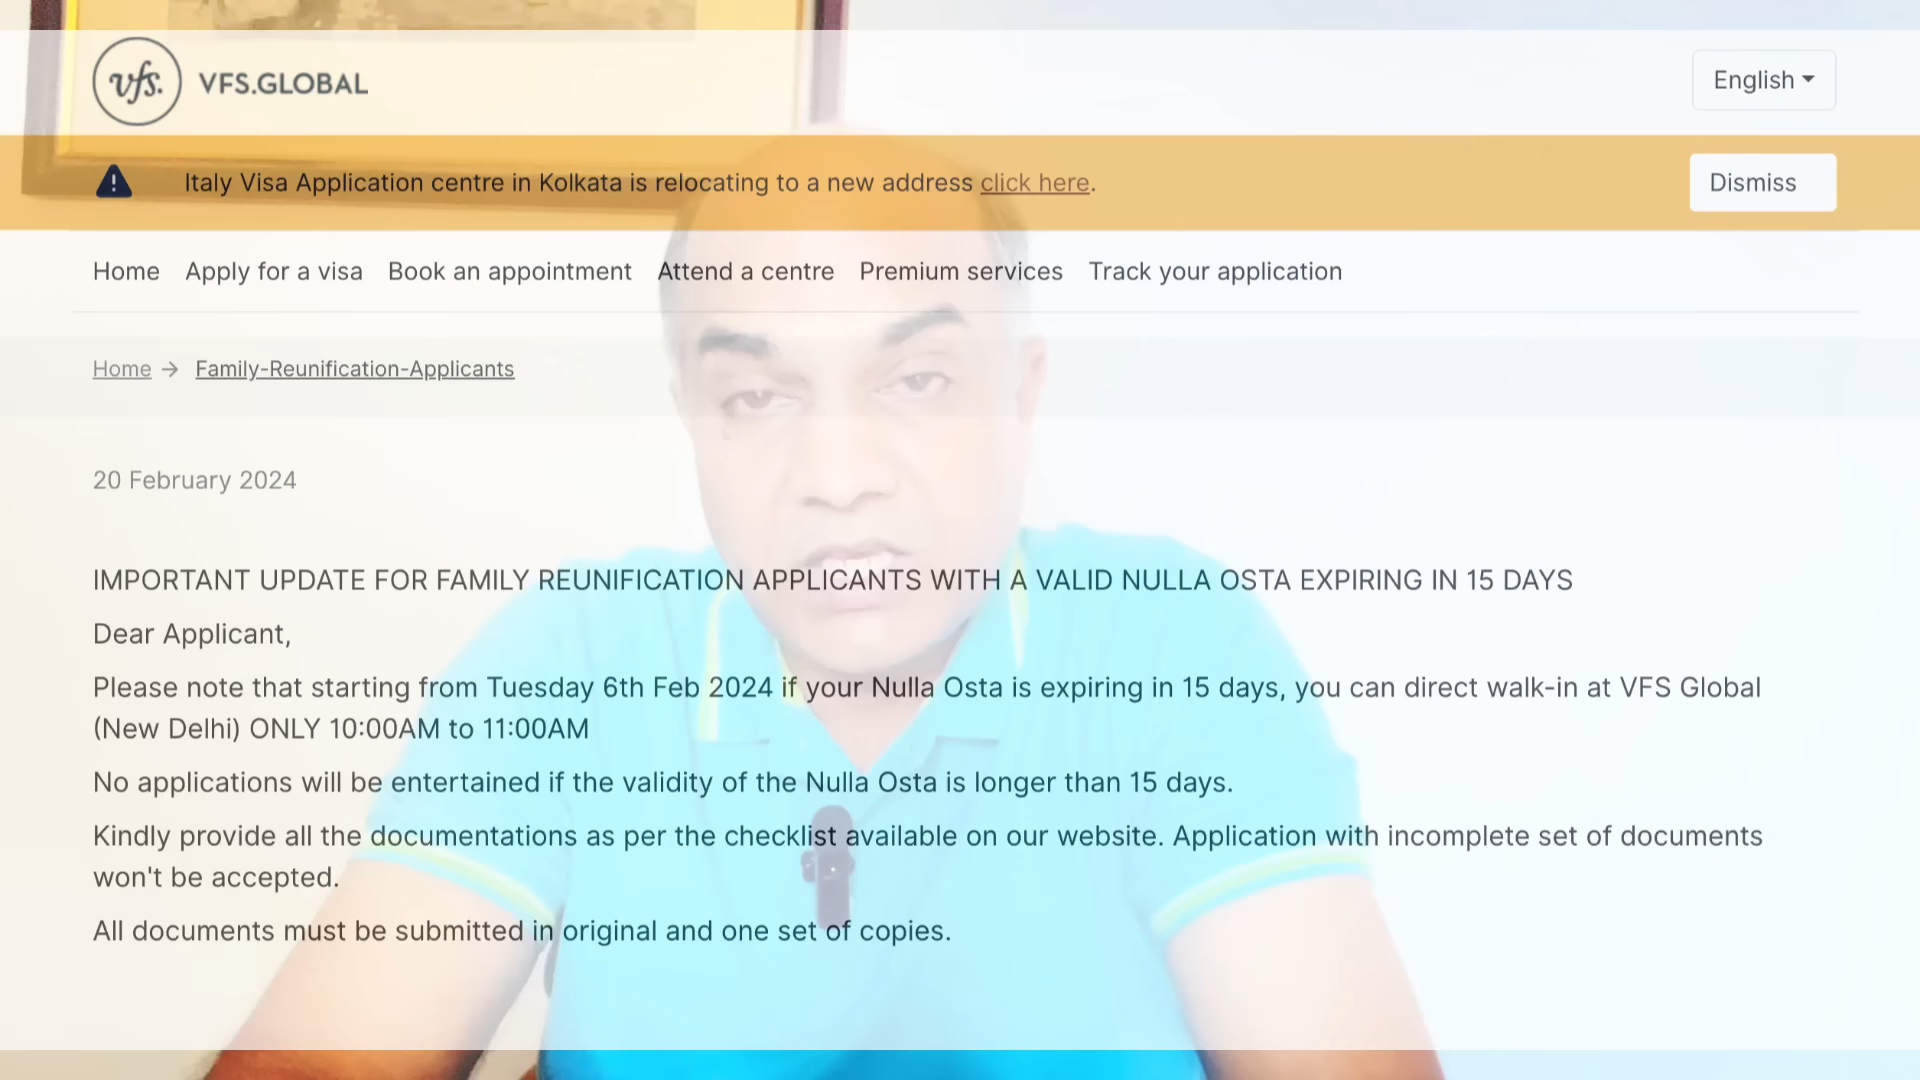 vfs. VFS.GLOBAL
English
Italy Visa Application centre in Kolkata is relocating to a new address click here.
Dismiss
Home Apply for a visa Book an appointment Attend a centre Premium services Track your application
Home → Family-Reunification-Applicants
20 February 2024
IMPORTANT UPDATE FOR FAMILY REUNIFICATION APPLICANTS WITH A VALID NULLA OSTA EXPIRING IN 15 DAYS
Dear Applicant,
Please note that starting from Tuesday 6th Feb 2024 if your Nulla Osta is expiring in 15 days, you can direct walk-in at VFS Global
(New Delhi) ONLY 10:00AM to 11:00AM
No applications will be entertained if the validity of the Nulla Osta is longer than 15 days.
Kindly provide all the documentations as per the checklist available on our website. Application with incomplete set of documents
won't be accepted.
All documents must be submitted in original and one set of copies.